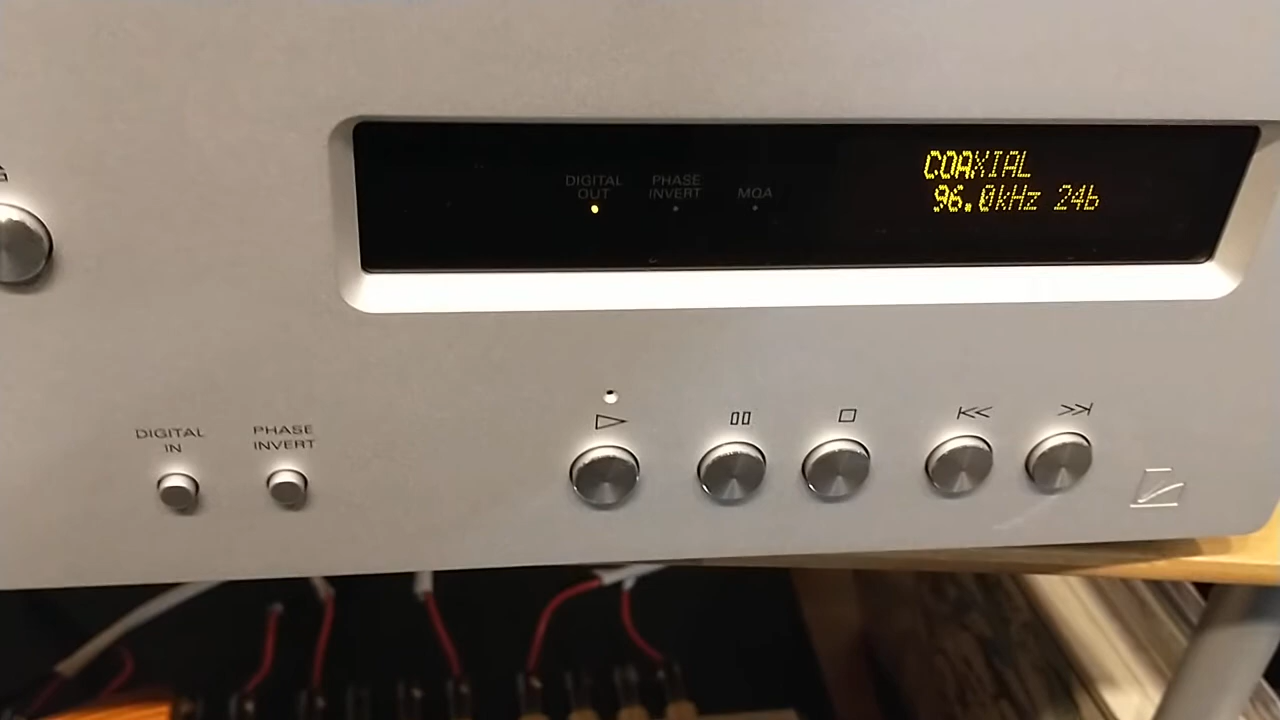 COAXIAL
96.0kHz 24b
DIGITAL
OUT
PHASE
INVERT
MQA
DIGITAL
IN
PHASE
INVERT